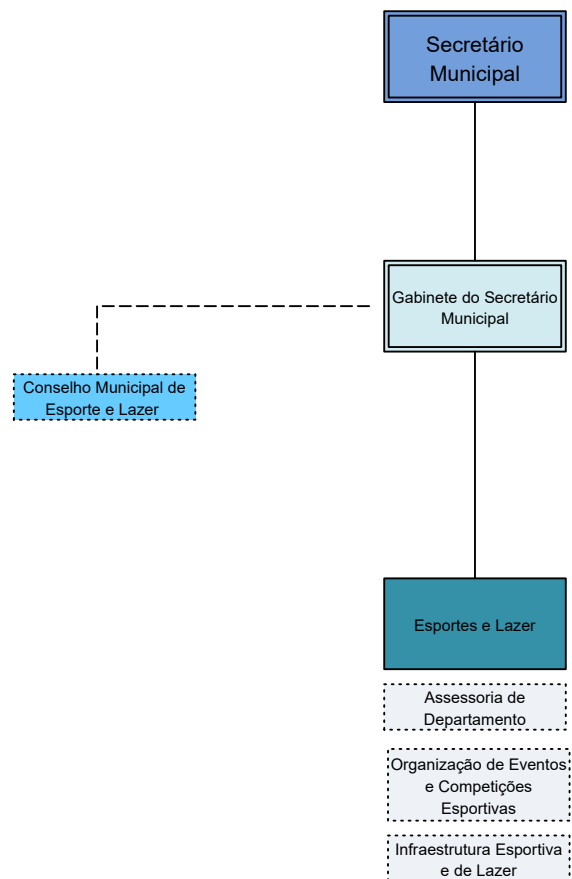 Secretário
Municipal
Gabinete do Secretário
Municipal
Conselho Municipal de
Esporte e Lazer
Esportes e Lazer
Assessoria de
Departamento
Organização de Eventos
e Competições
Esportivas
Infraestrutura Esportiva
e de Lazer